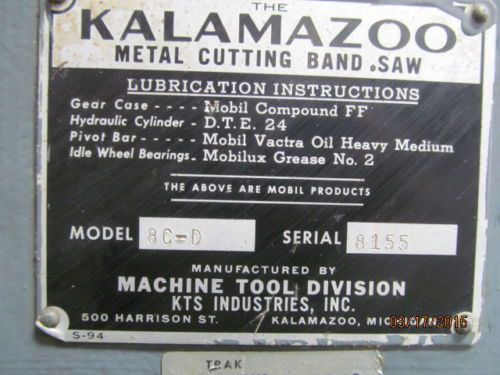 THE
KALAMAZOO
METAL CUTTING BAND SAW
LUBRICATION INSTRUCTIONS
Gear Case - - - - Mobil Compound FF
Hydraulic Cylinder - D.T.E. 24
Pivot Bar - - - - - Mobil Vactra Oil Heavy Medium
Idle Wheel Bearings. Mobilux Grease No. 2
THE ABOVE ARE MOBIL PRODUCTS
MODEL 8C-D SERIAL 8155
MANUFACTURED BY
MACHINE TOOL DIVISION
KTS INDUSTRIES, INC.
500 HARRISON ST. KALAMAZOO, MICHIGAN
03/17/2015
S-94
TRAK